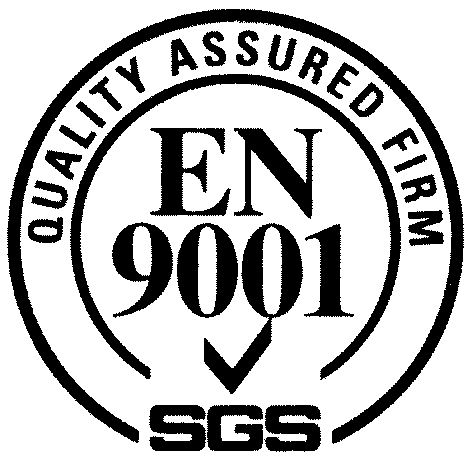 QUALITY ASSURED FIRM
EN
9001
SGS